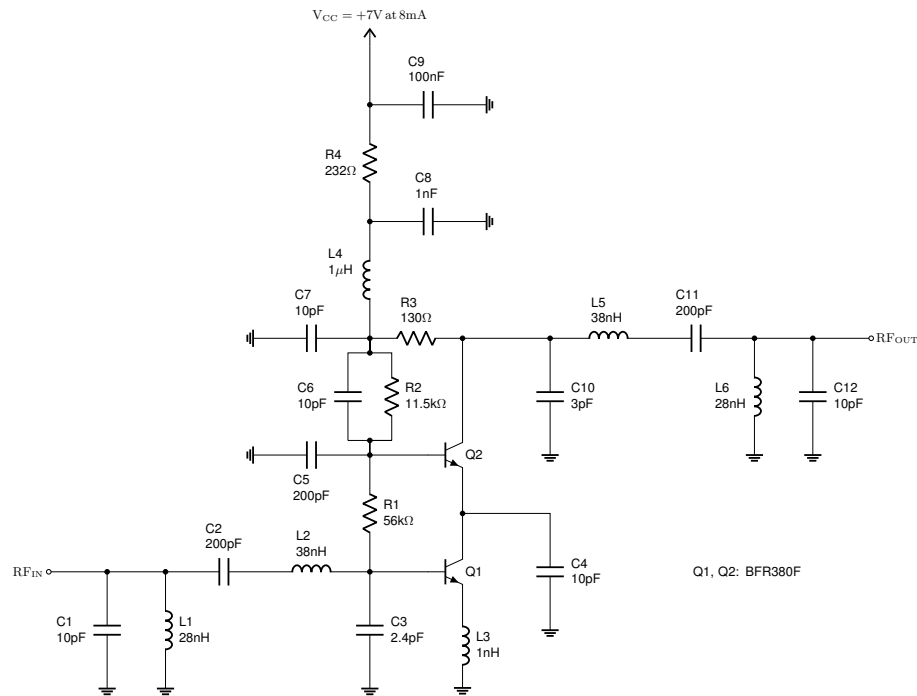 V_CC = +7V at 8mA
C9
100nF
R4
232Ω
C8
1nF
L4
1μH
C7
10pF
R3
130Ω
L5
38nH
C11
200pF
RF_OUT
C6
10pF
R2
11.5kΩ
C10
3pF
L6
28nH
C12
10pF
Q2
C5
200pF
R1
56kΩ
C2
200pF
L2
38nH
RF_IN
Q1
C4
10pF
Q1, Q2: BFR380F
C1
10pF
L1
28nH
C3
2.4pF
L3
1nH